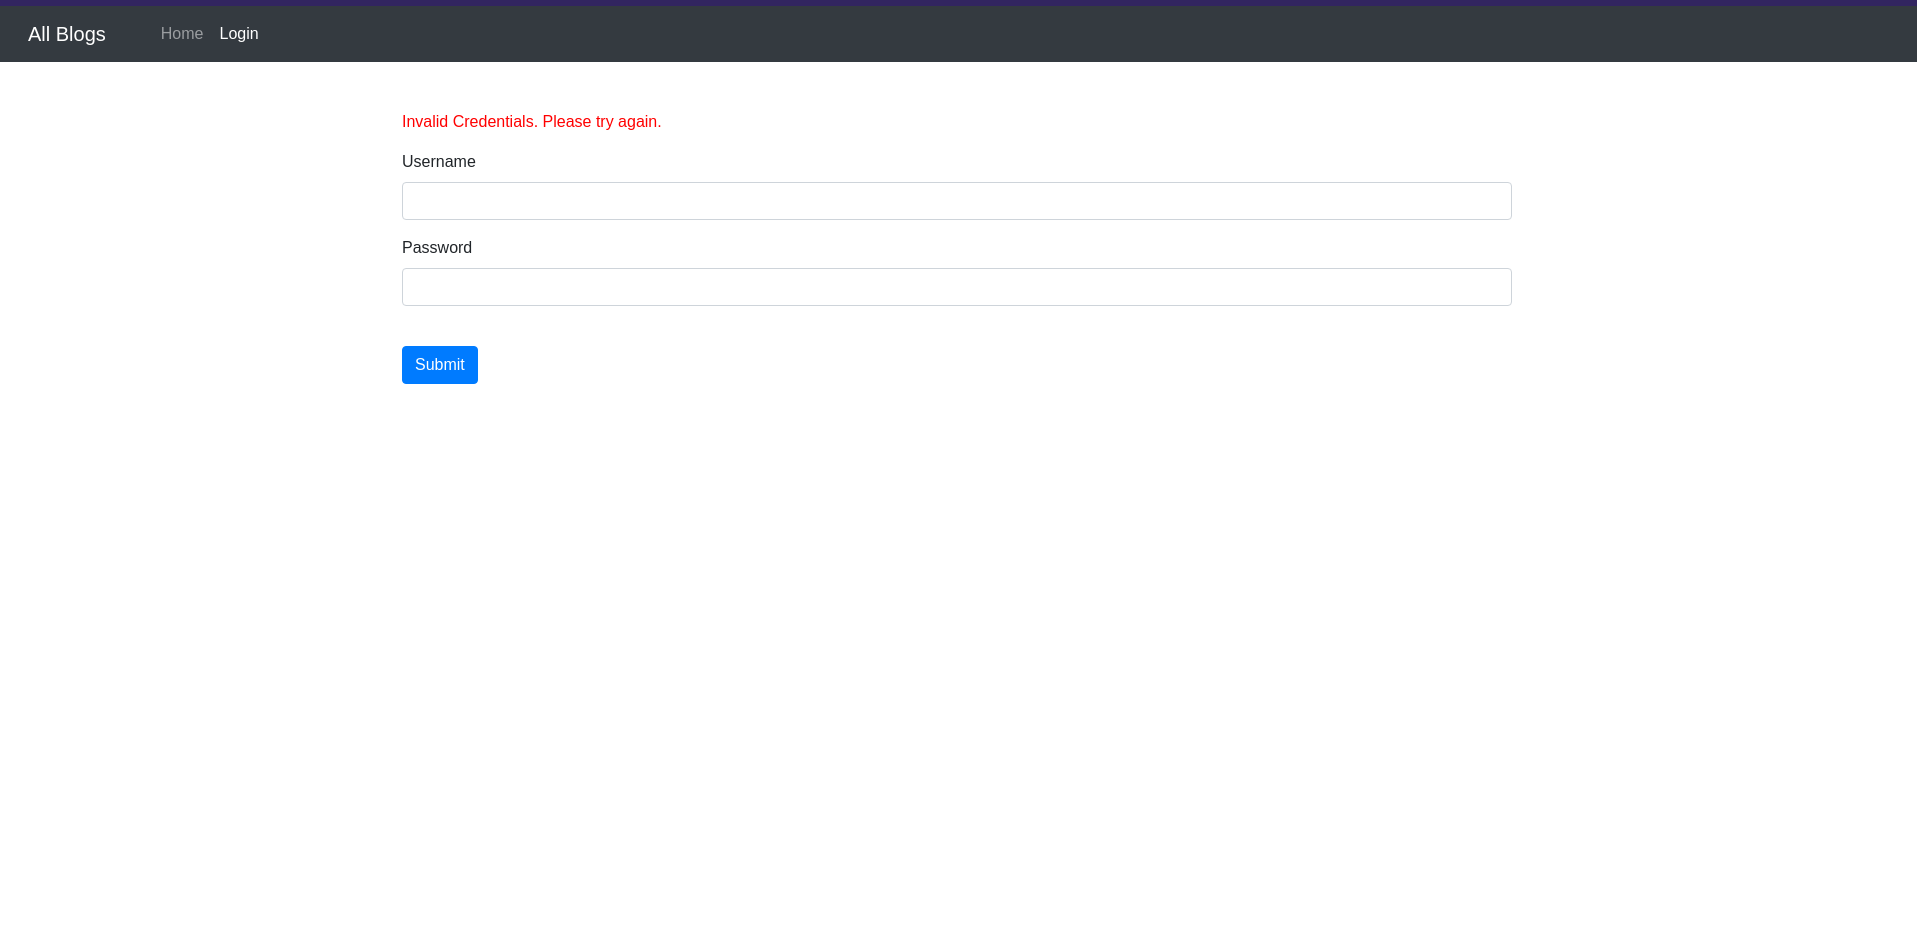 All Blogs Home Login
Invalid Credentials. Please try again.
Username
Password
Submit